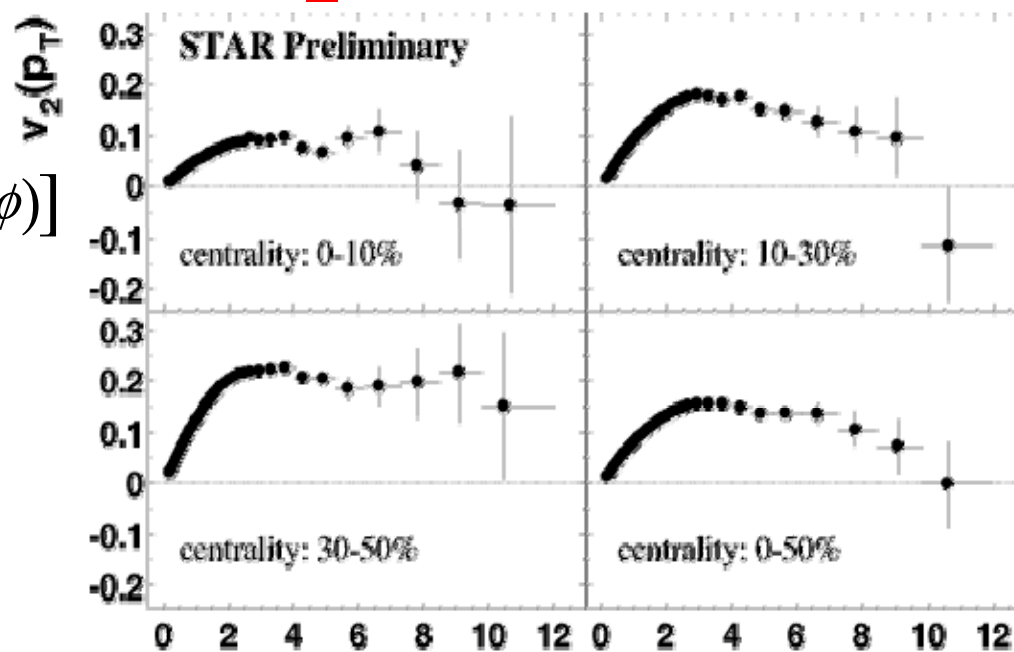 v2(pT)
0.3
0.2
0.1
0
-0.1
-0.2
STAR Preliminary
centrality: 0-10%
centrality: 10-30%
ϕ)]
0.3
0.2
0.1
0
-0.1
-0.2
centrality: 30-50%
centrality: 0-50%
0 2 4 6 8 10 12 0 2 4 6 8 10 12